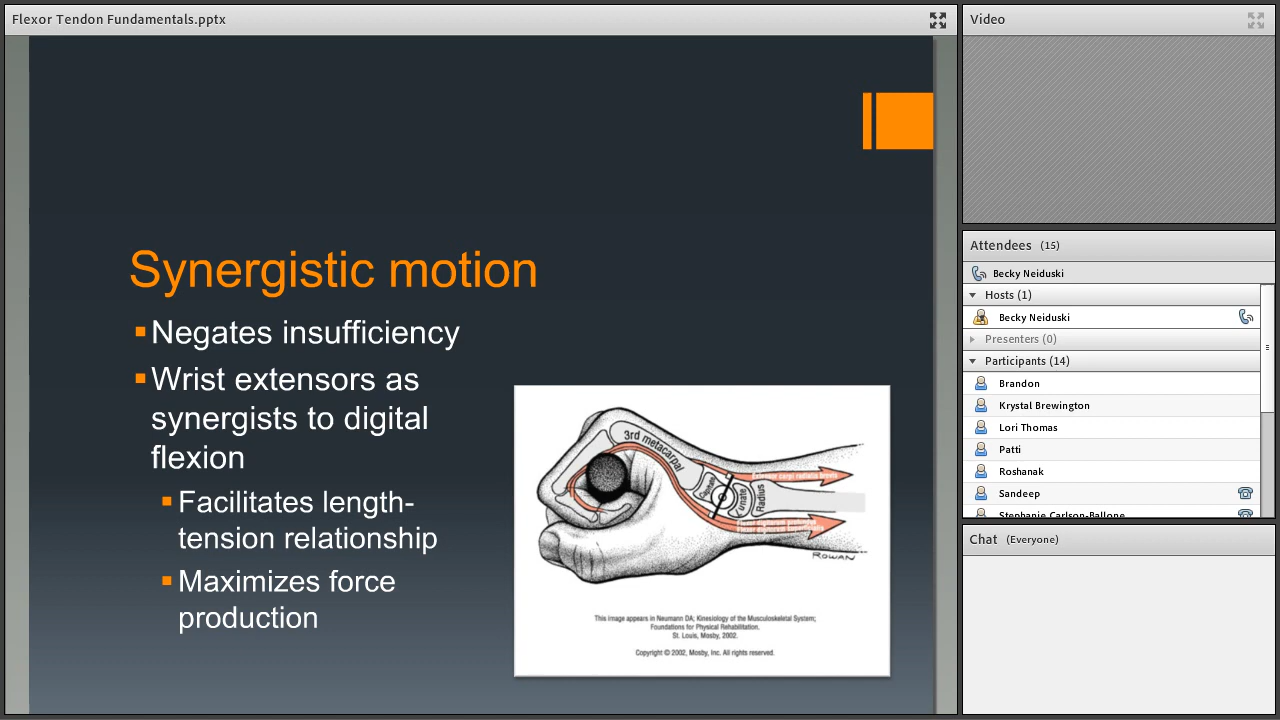 Flexor Tendon Fundamentals.pptx
Synergistic motion
Negates insufficiency
Wrist extensors as
synergists to digital
flexion
Facilitates length-
tension relationship
Maximizes force
production
3rd metacarpal
Radius
ROWAN
This image appears in Neumann DA; Kinesiology of the Musculoskeletal System;
Foundations for Physical Rehabilitation.
St. Louis, Mosby, 2002.
Copyright © 2002, Mosby, Inc. All rights reserved.
Video
Attendees (15)
Becky Neiduski
Hosts (1)
Becky Neiduski
Presenters (0)
Participants (14)
Brandon
Krystal Brewington
Lori Thomas
Patti
Roshanak
Sandeep
Stephanie Carlson-Ballone
Chat (Everyone)